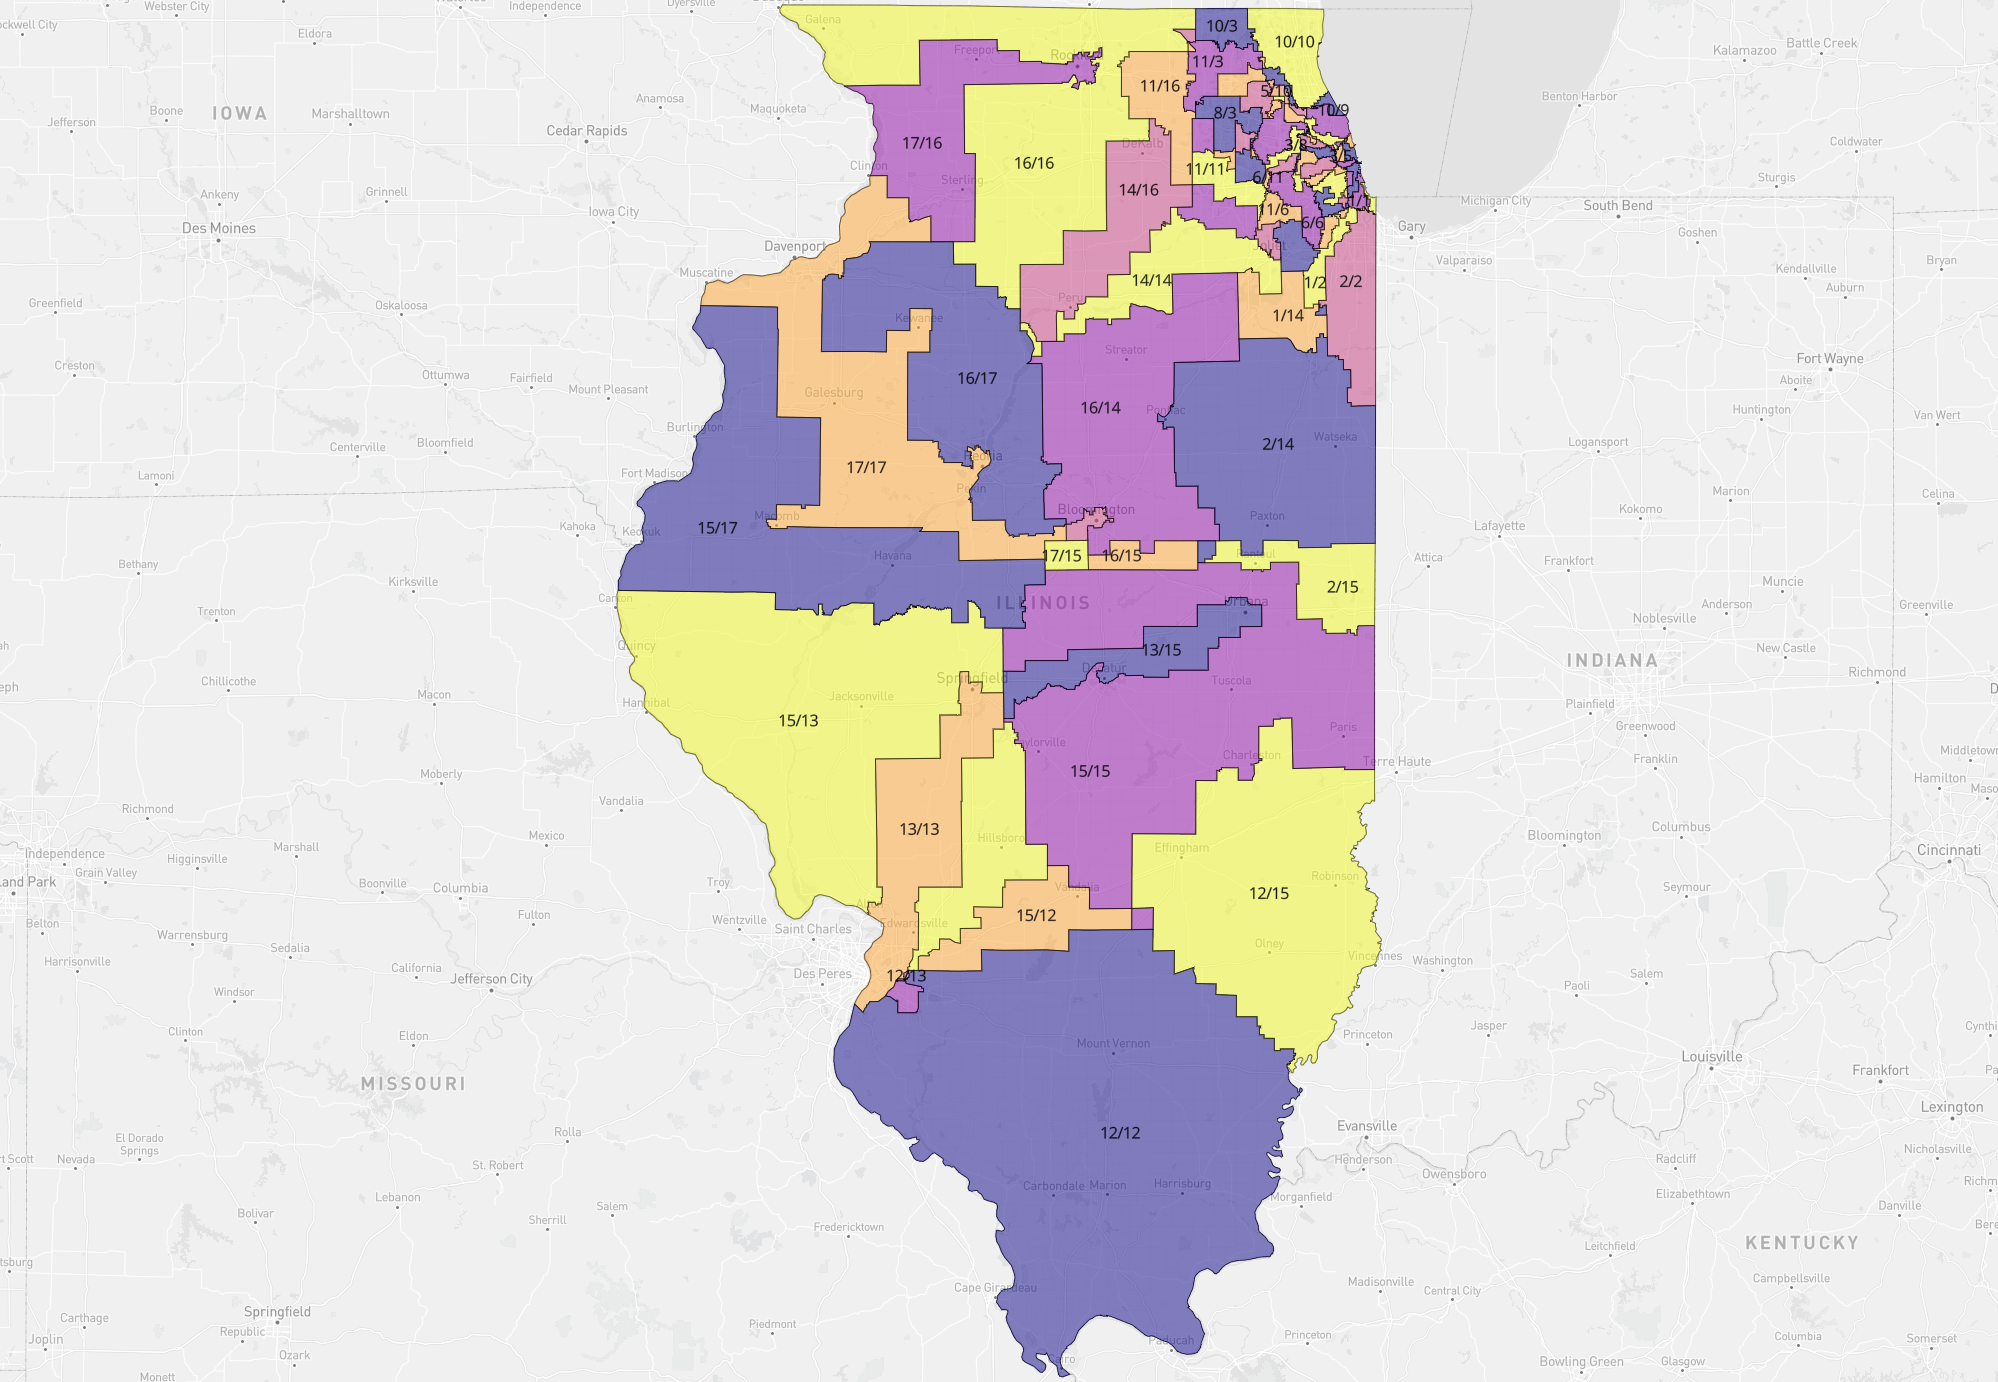 Webster City
Independence
Dyersville
Rockwell City
Eldora
IOWA
Boone
Jefferson
Marshalltown
Anamosa
Cedar Rapids
Maquoketa
Ankeny
Grinnell
Iowa City
Des Moines
Clinton
Davenport
Muscatine
Greenfield
Oskaloosa
Creston
Ottumwa
Fairfield
Mount Pleasant
Burlington
Centerville
Bloomfield
Fort Madison
Lamoni
Kahoka
Keokuk
Bethany
Kirksville
Canton
Trenton
Quincy
Chillicothe
Macon
Hannibal
Moberly
Richmond
Vandalia
Mexico
Independence
Higginsville
Marshall
Grain Valley
Boonville
Columbia
Troy
Fulton
Belton
Warrensburg
Wentzville
Saint Charles
Sedalia
Harrisonville
California
Jefferson City
Des Peres
Windsor
Clinton
Eldon
MISSOURI
El Dorado
Springs
Rolla
Nevada
St. Robert
Lebanon
Bolivar
Salem
Sherrill
Fredericktown
Cape Girardeau
Springfield
Carthage
Republic
Piedmont
Joplin
Ozark
Monett
Galena
Freeport
DeKalb
Sterling
Joliet
Peru
Kewanee
Streator
Galesburg
Pontiac
Watseka
Peoria
Pekin
Macomb
Bloomington
Paxton
Havana
Rantoul
ILLINOIS
Urbana
Decatur
Springfield
Jacksonville
Tuscola
Paris
Taylorville
Charleston
Hillsboro
Effingham
Robinson
Vandalia
Edwardsville
Olney
Vincennes
Mount Vernon
Carbondale
Marion
Harrisburg
Paducah
10/3
10/10
11/3
11/16
5/10
10/9
8/3
17/16
16/16
3/8
11/11
6/11
14/16
11/6
6/6
14/14
1/2
2/2
1/14
16/17
16/14
2/14
17/17
15/17
17/15
16/15
2/15
13/15
15/13
15/15
13/13
12/15
15/12
12/13
12/12
Kalamazoo
Battle Creek
Benton Harbor
Coldwater
Sturgis
Michigan City
South Bend
Gary
Goshen
Valparaiso
Kendallville
Bryan
Auburn
Fort Wayne
Aboite
Huntington
Van Wert
Logansport
Marion
Celina
Kokomo
Lafayette
Attica
Frankfort
Muncie
Anderson
Greenville
Noblesville
New Castle
INDIANA
Richmond
Plainfield
Greenwood
Terre Haute
Franklin
Middletown
Hamilton
Bloomington
Columbus
Cincinnati
Seymour
Washington
Salem
Paoli
Madison
Princeton
Jasper
Louisville
Frankfort
Evansville
Lexington
Henderson
Owensboro
Radcliff
Nicholasville
Morganfield
Elizabethtown
Danville
KENTUCKY
Leitchfield
Madisonville
Central City
Campbellsville
Princeton
Columbia
Somerset
Bowling Green
Glasgow